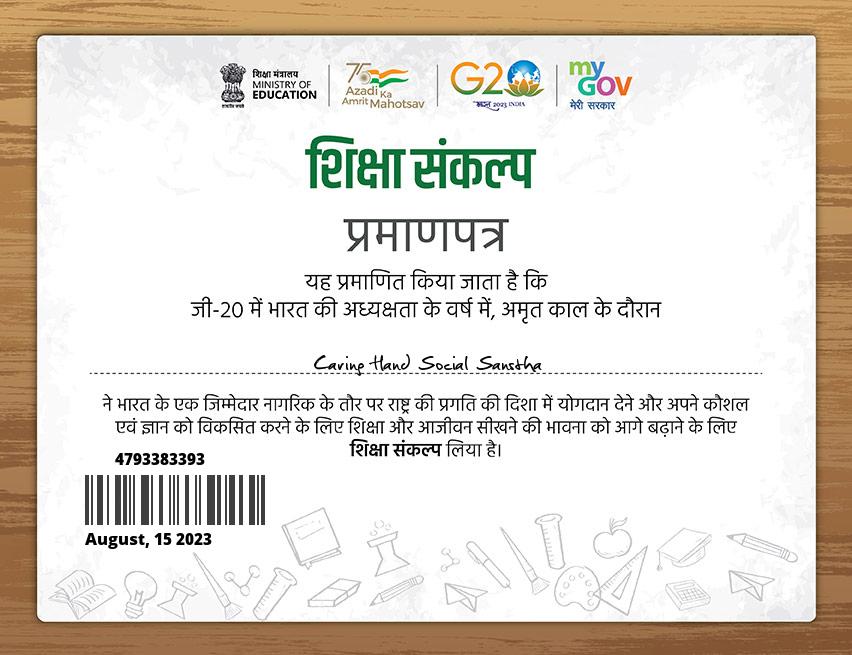 शिक्षा मंत्रालय
MINISTRY OF
EDUCATION
75
Azadi Ka
Amrit Mahotsav
G20
भारत 2023 INDIA
my
GOV
मेरी सरकार
शिक्षा संकल्प
प्रमाणपत्र
यह प्रमाणित किया जाता है कि
जी-20 में भारत की अध्यक्षता के वर्ष में, अमृत काल के दौरान
Caring Hand Social Sanstha
ने भारत के एक जिम्मेदार नागरिक के तौर पर राष्ट्र की प्रगति की दिशा में योगदान देने और अपने कौशल
एवं ज्ञान को विकसित करने के लिए शिक्षा और आजीवन सीखने की भावना को आगे बढ़ाने के लिए
शिक्षा संकल्प लिया है।
4793383393
August, 15 2023